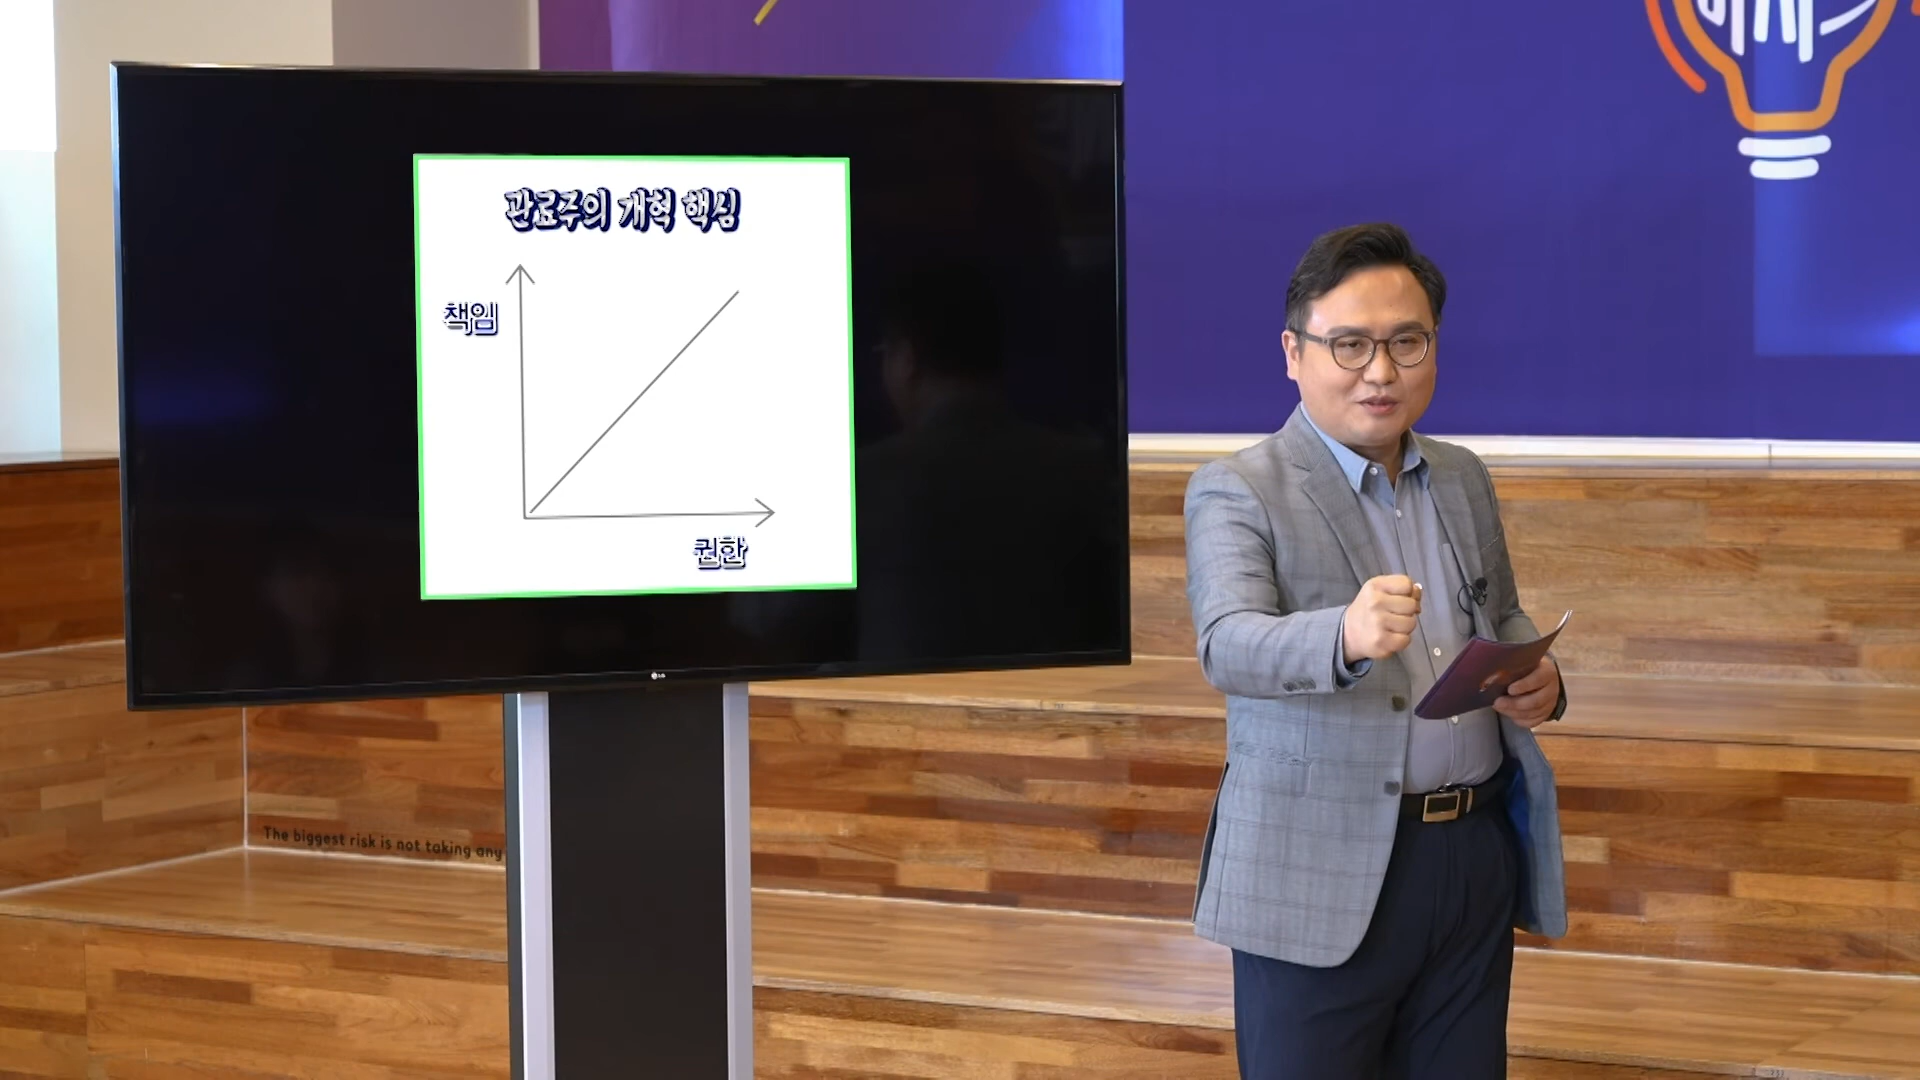 관료주의 개혁 핵심
책임
권한
LG
The biggest risk is not taking any